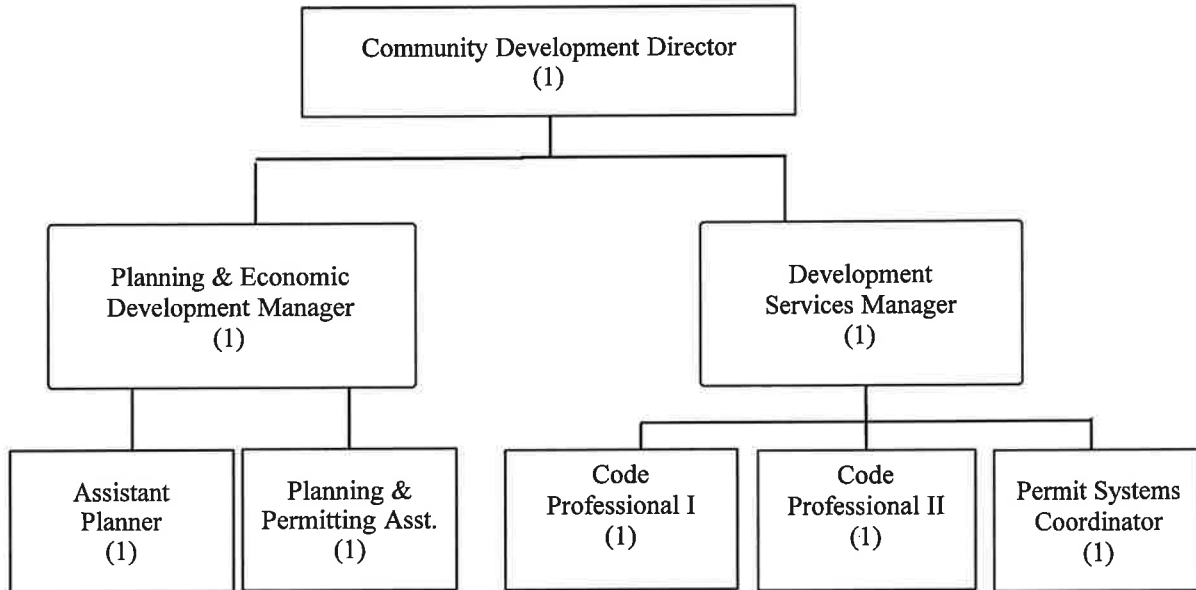 Community Development Director
(1)
Planning & Economic
Development Manager
(1)
Development
Services Manager
(1)
Assistant
Planner
(1)
Planning &
Permitting Asst.
(1)
Code
Professional I
(1)
Code
Professional II
(1)
Permit Systems
Coordinator
(1)